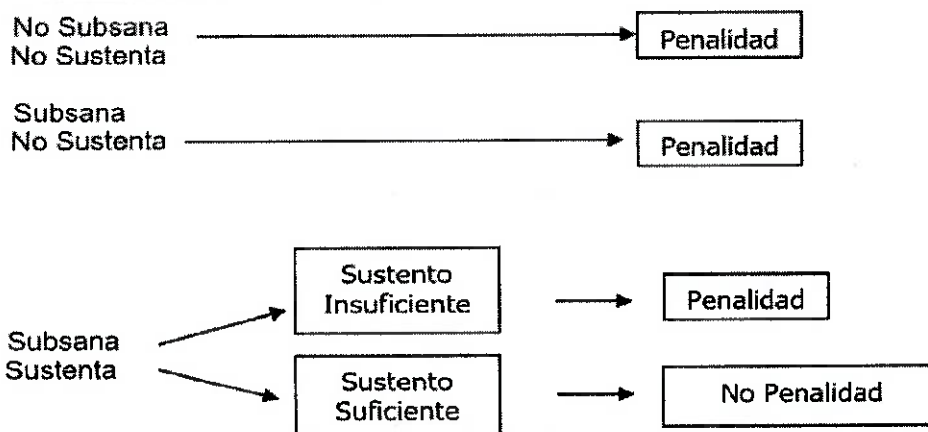 No Subsana
No Sustenta
Penalidad
Subsana
No Sustenta
Penalidad
Subsana
Sustenta
Sustento
Insuficiente
Penalidad
Sustento
Suficiente
No Penalidad